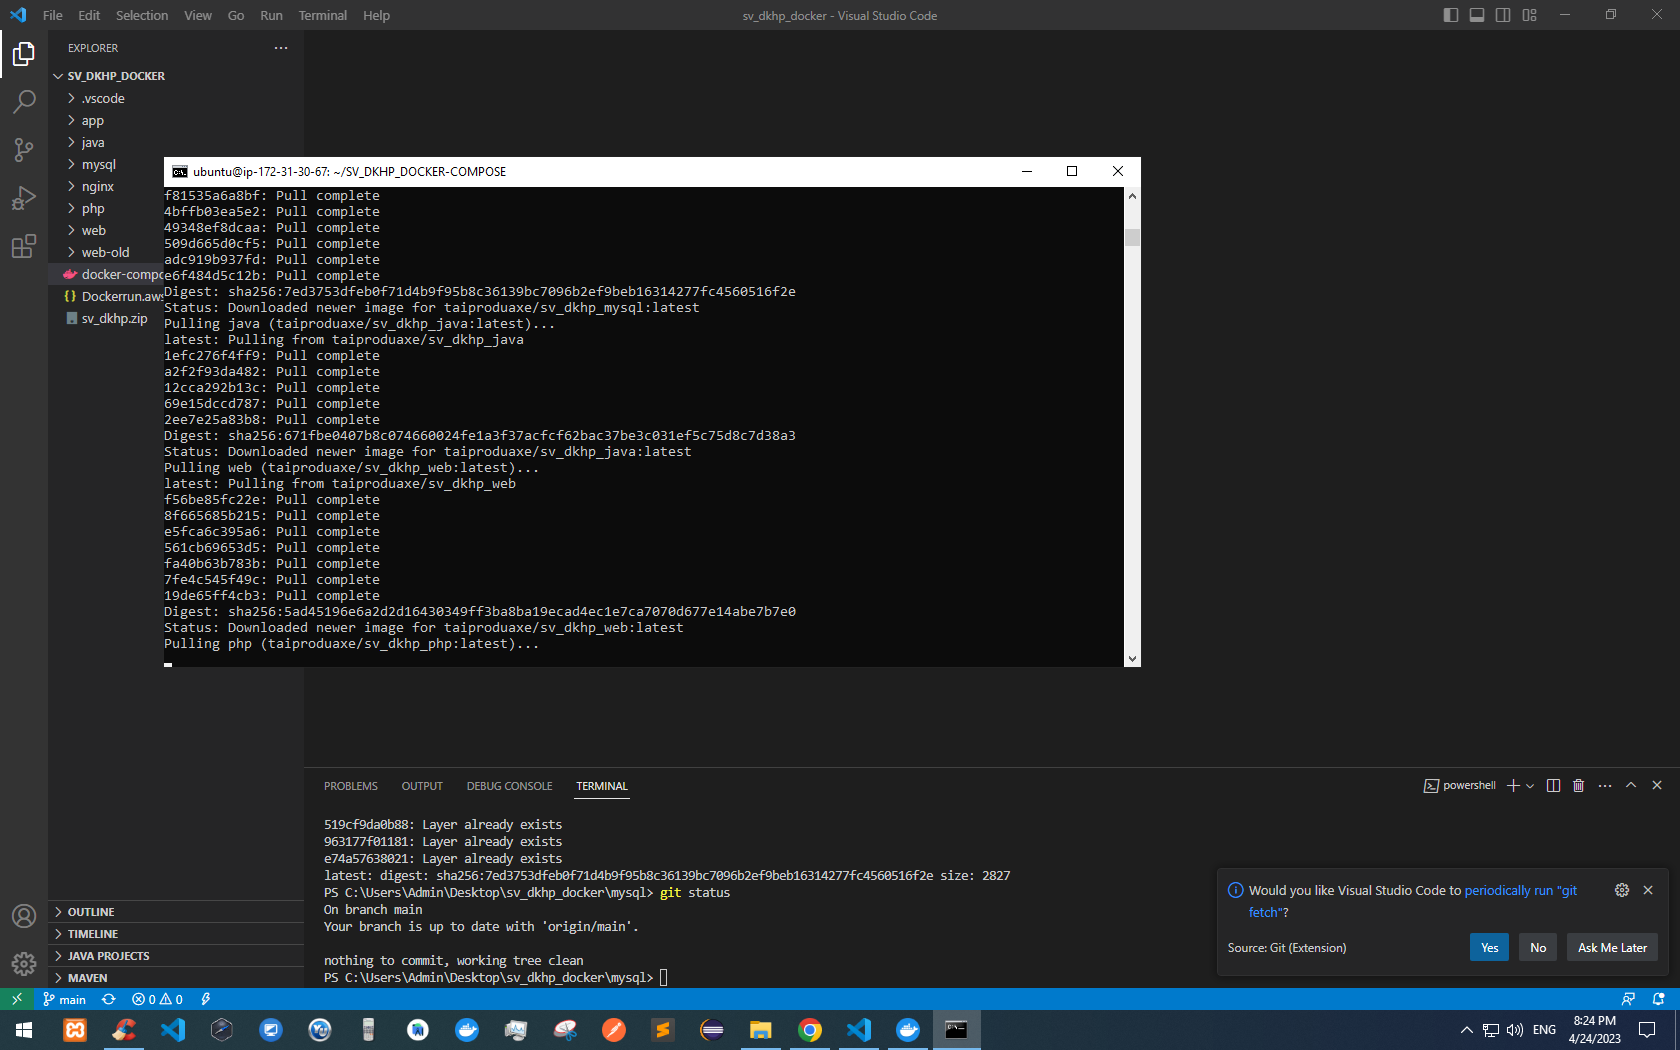 File Edit Selection View Go Run Terminal Help
sv_dkhp_docker - Visual Studio Code
EXPLORER
SV_DKHP_DOCKER
.vscode
app
java
mysql
nginx
php
web
web-old
docker-compo
Dockerrun.aws
sv_dkhp.zip
ubuntu@ip-172-31-30-67: ~/SV_DKHP_DOCKER-COMPOSE
f81535a6a8bf: Pull complete
4bffb03ea5e2: Pull complete
49348ef8dcaa: Pull complete
509d665d0cf5: Pull complete
adc919b937fd: Pull complete
e6f484d5c12b: Pull complete
Digest: sha256:7ed3753dfeb0f71d4b9f95b8c36139bc7096b2ef9beb16314277fc4560516f2e
Status: Downloaded newer image for taiproduaxe/sv_dkhp_mysql:latest
Pulling java (taiproduaxe/sv_dkhp_java:latest)...
latest: Pulling from taiproduaxe/sv_dkhp_java
1efc276f4ff9: Pull complete
a2f2f93da482: Pull complete
12cca292b13c: Pull complete
69e15dccd787: Pull complete
2ee7e25a83b8: Pull complete
Digest: sha256:671fbe0407b8c074660024fe1a3f37acfcf62bac37be3c031ef5c75d8c7d38a3
Status: Downloaded newer image for taiproduaxe/sv_dkhp_java:latest
Pulling web (taiproduaxe/sv_dkhp_web:latest)...
latest: Pulling from taiproduaxe/sv_dkhp_web
f56be85fc22e: Pull complete
8f665685b215: Pull complete
e5fca6c395a6: Pull complete
561cb69653d5: Pull complete
fa40b63b783b: Pull complete
7fe4c545f49c: Pull complete
19de65ff4cb3: Pull complete
Digest: sha256:5ad45196e6a2d2d16430349ff3ba8ba19ecad4ec1e7ca7070d677e14abe7b7e0
Status: Downloaded newer image for taiproduaxe/sv_dkhp_web:latest
Pulling php (taiproduaxe/sv_dkhp_php:latest)...
PROBLEMS OUTPUT DEBUG CONSOLE TERMINAL
powershell
519cf9da0b88: Layer already exists
963177f01181: Layer already exists
e74a57638021: Layer already exists
latest: digest: sha256:7ed3753dfeb0f71d4b9f95b8c36139bc7096b2ef9beb16314277fc4560516f2e size: 2827
PS C:\Users\Admin\Desktop\sv_dkhp_docker\mysql> git status
On branch main
Your branch is up to date with 'origin/main'.
nothing to commit, working tree clean
PS C:\Users\Admin\Desktop\sv_dkhp_docker\mysql>
Would you like Visual Studio Code to periodically run "git
fetch"?
Source: Git (Extension)
Yes No Ask Me Later
OUTLINE
TIMELINE
JAVA PROJECTS
MAVEN
main 0 0
ENG
8:24 PM
4/24/2023